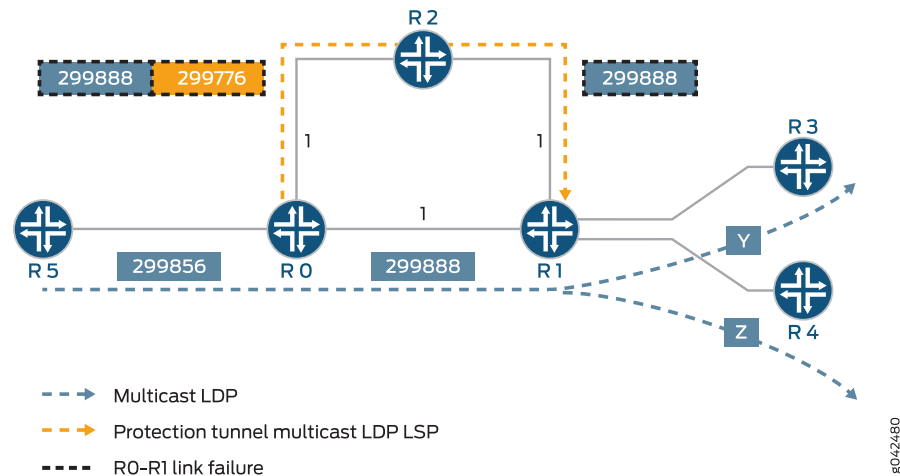 R 2
299888 299776
299888
1
1
R 3
1
Y
R 5
299856
R 0
299888
R 1
Z
R 4
Multicast LDP
Protection tunnel multicast LDP LSP
R0-R1 link failure
g042480